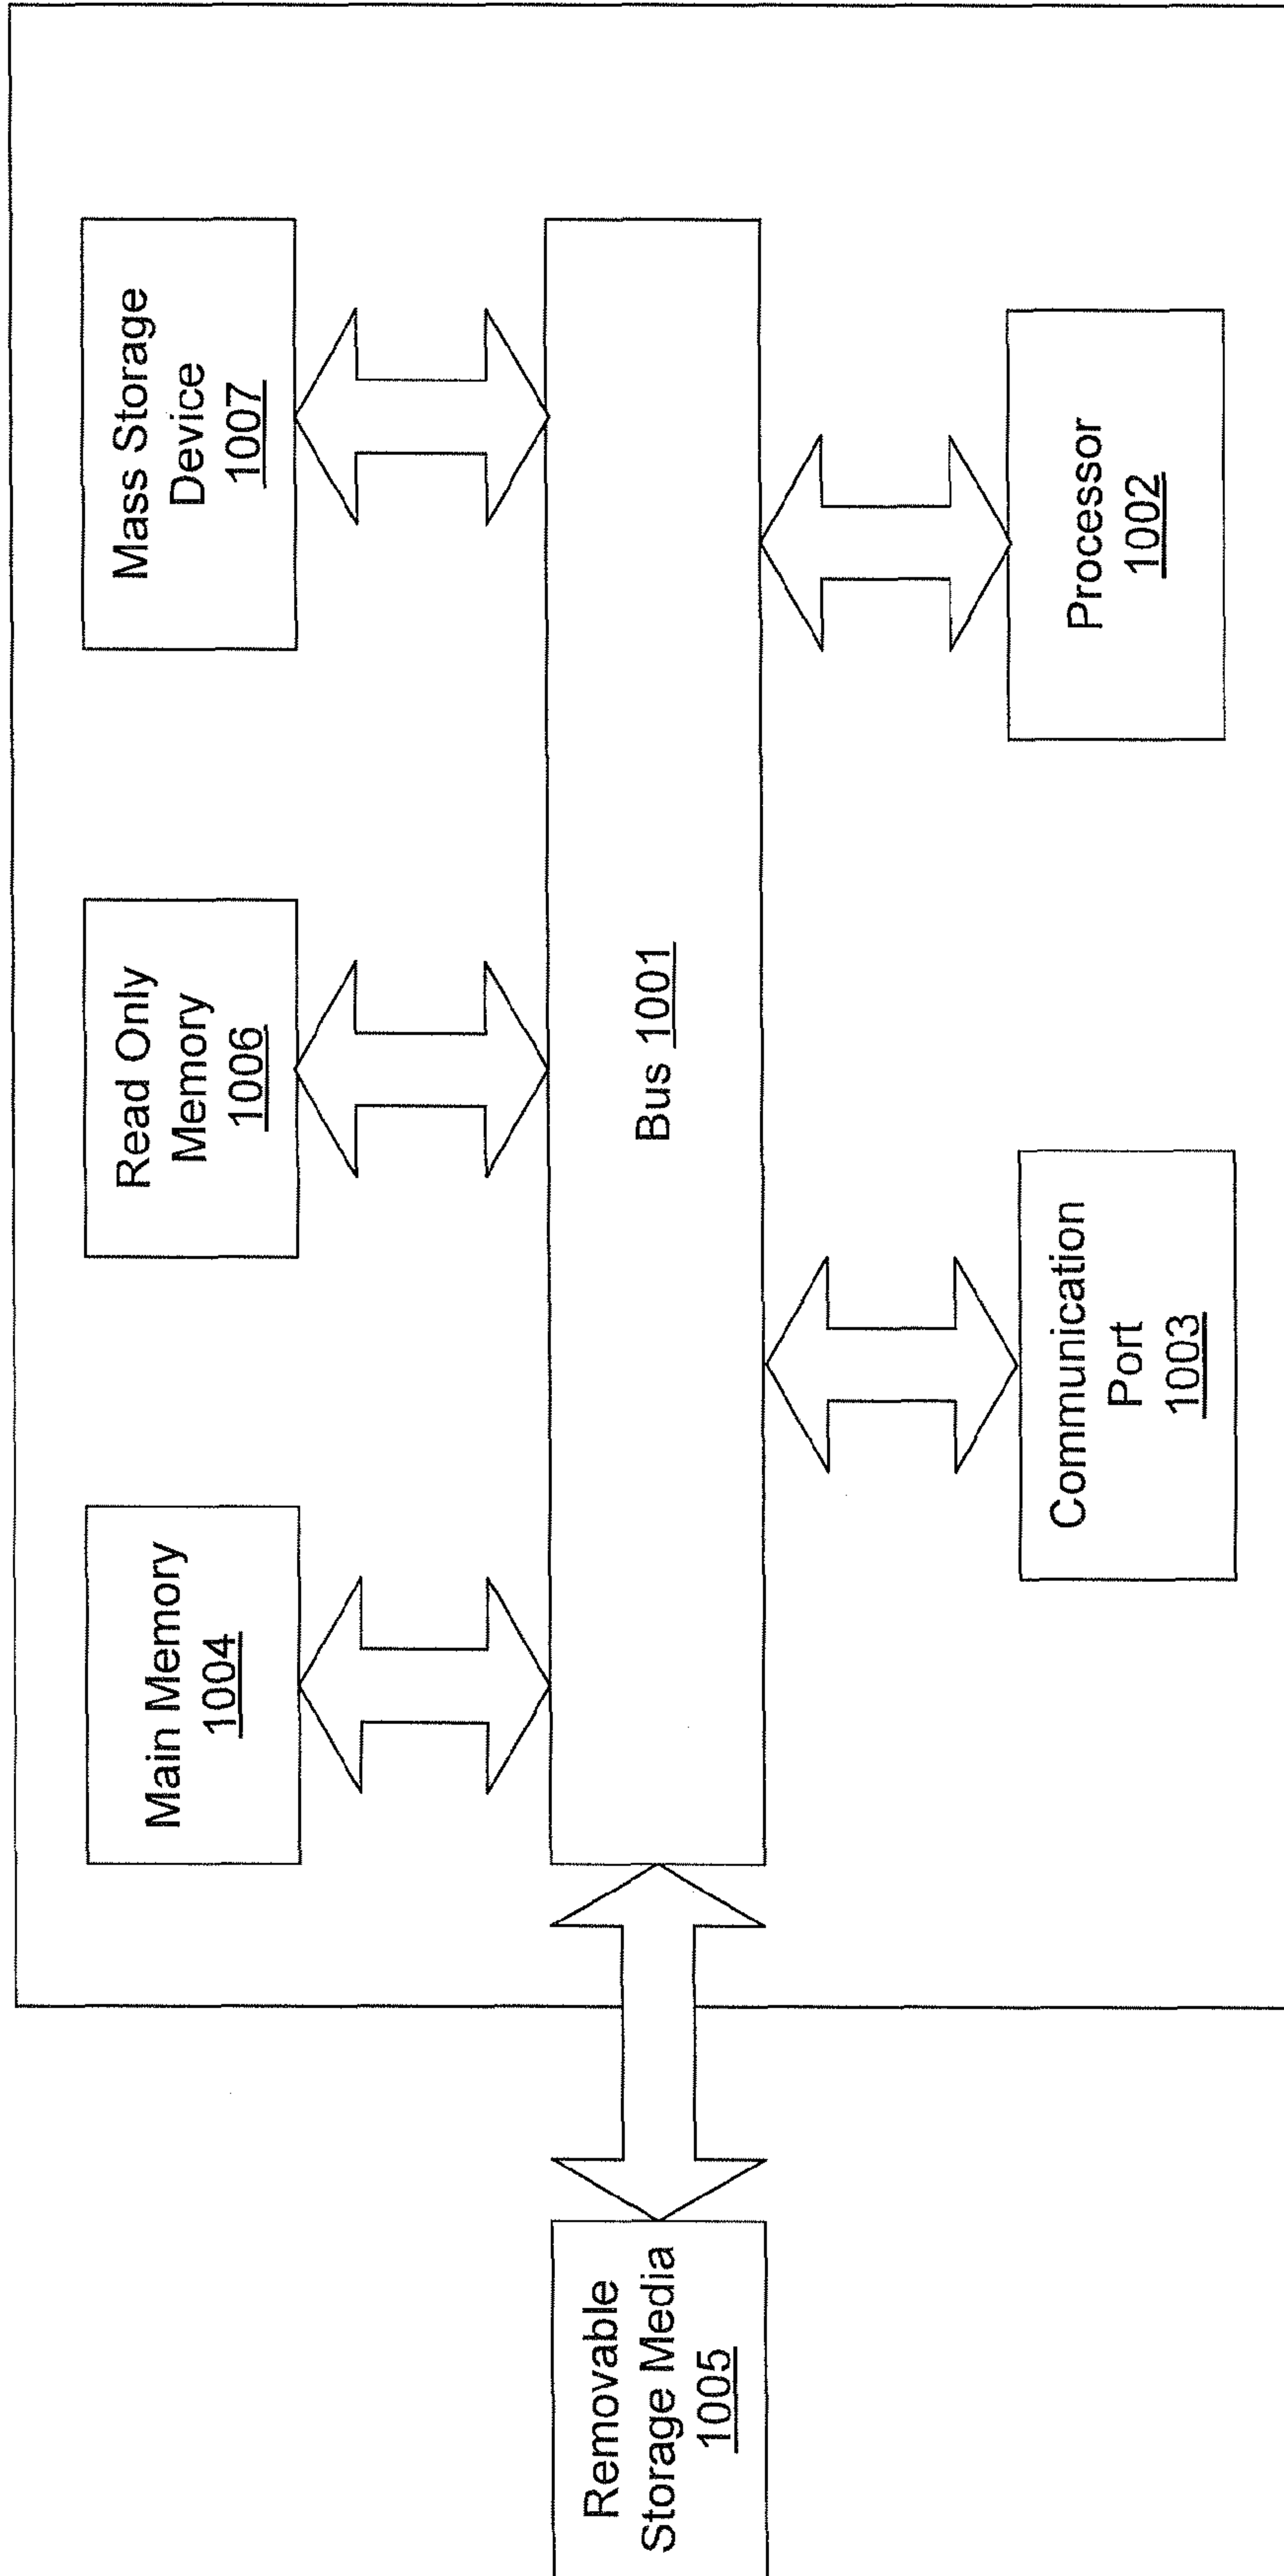 Main Memory
1004
Read Only
Memory
1006
Mass Storage
Device
1007
Removable
Storage Media
1005
Bus 1001
Communication
Port
1003
Processor
1002